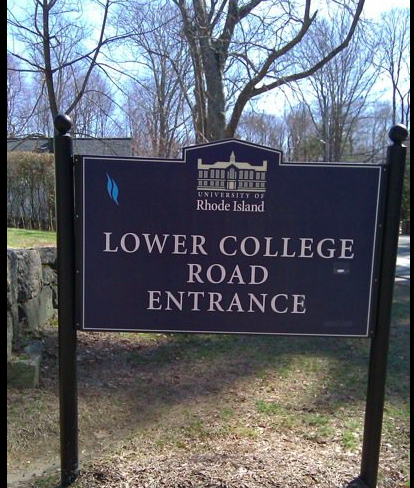 UNIVERSITY OF
Rhode Island
LOWER COLLEGE
ROAD
ENTRANCE